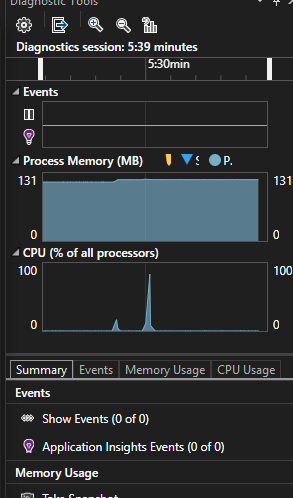 Diagnostic Tools
Diagnostics session: 5:39 minutes
5:30min
Events
Process Memory (MB) S. P.
131 131
0 0
CPU (% of all processors)
100 100
0 0
Summary Events Memory Usage CPU Usage
Events
Show Events (0 of 0)
Application Insights Events (0 of 0)
Memory Usage
Take Snapshot